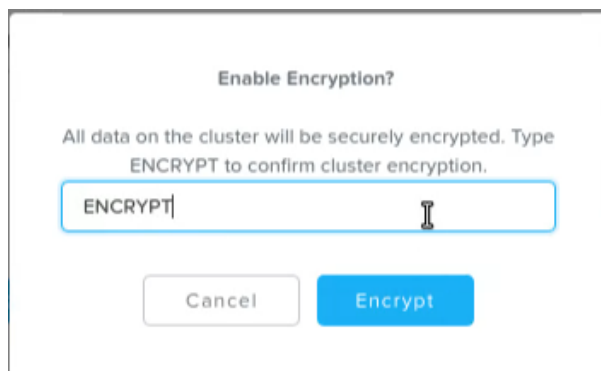 Enable Encryption?
All data on the cluster will be securely encrypted. Type
ENCRYPT to confirm cluster encryption.
ENCRYPT
Cancel
Encrypt